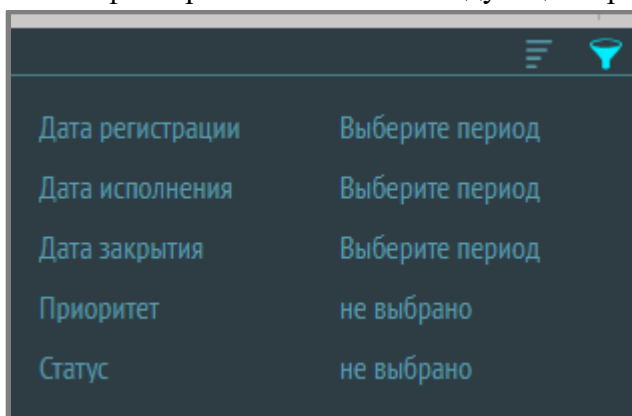 Дата регистрации Выберите период
Дата исполнения Выберите период
Дата закрытия Выберите период
Приоритет не выбрано
Статус не выбрано